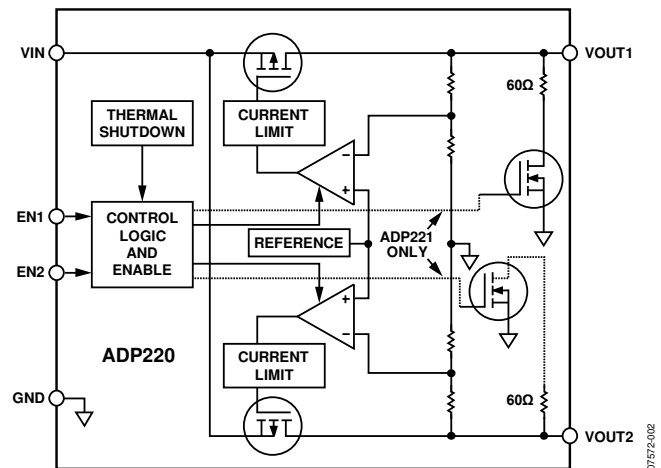 VIN
VOUT1
60Ω
THERMAL
SHUTDOWN
CURRENT
LIMIT
–
+
EN1
CONTROL
LOGIC
AND
ENABLE
REFERENCE
ADP221
ONLY
EN2
+
–
ADP220
CURRENT
LIMIT
GND
60Ω
VOUT2
07572-002